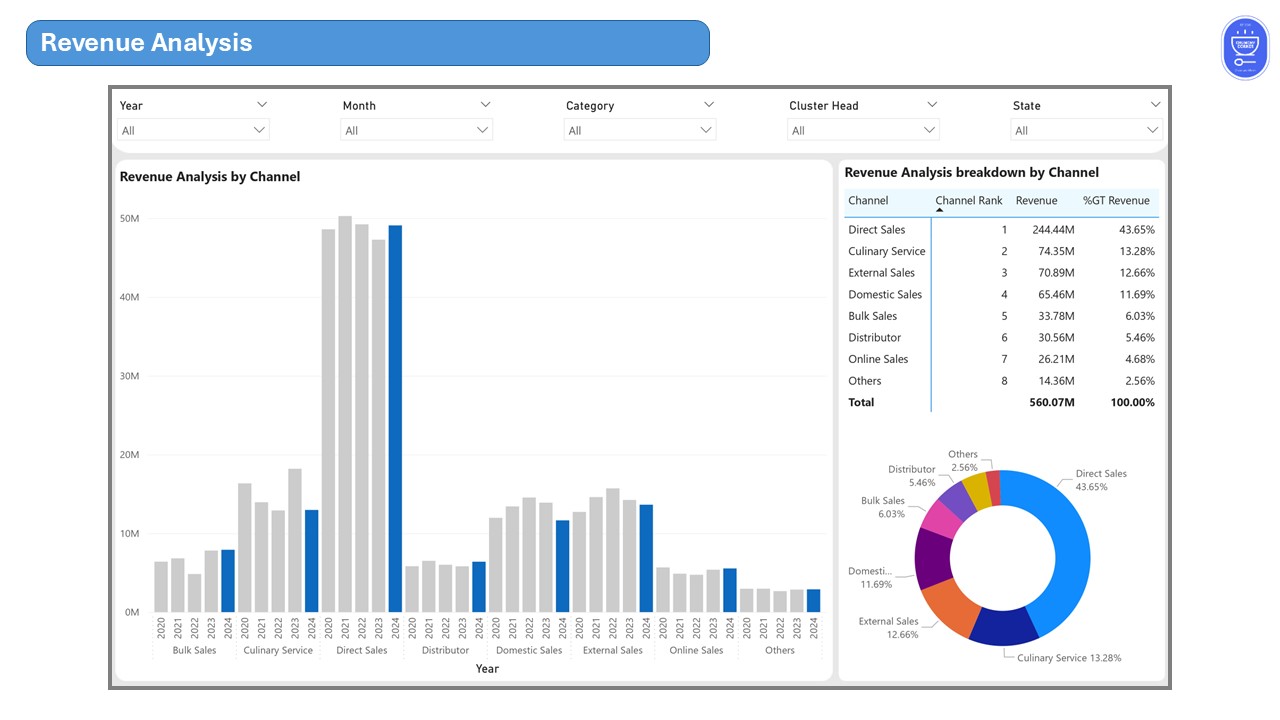 Revenue Analysis
Year
Month
Category
Cluster Head
State
All
All
All
All
All
Revenue Analysis by Channel
50M
40M
30M
20M
10M
0M
2020 2021 2022 2023 2024 2020 2021 2022 2023 2024 2020 2021 2022 2023 2024 2020 2021 2022 2023 2024 2020 2021 2022 2023 2024 2020 2021 2022 2023 2024 2020 2021 2022 2023 2024 2020 2021 2022 2023 2024
Bulk Sales Culinary Service Direct Sales Distributor Domestic Sales External Sales Online Sales Others
Year
Revenue Analysis breakdown by Channel
Channel Channel Rank Revenue %GT Revenue
Direct Sales 1 244.44M 43.65%
Culinary Service 2 74.35M 13.28%
External Sales 3 70.89M 12.66%
Domestic Sales 4 65.46M 11.69%
Bulk Sales 5 33.78M 6.03%
Distributor 6 30.56M 5.46%
Online Sales 7 26.21M 4.68%
Others 8 14.36M 2.56%
Total 560.07M 100.00%
Others
2.56%
Direct Sales
43.65%
Distributor
5.46%
Bulk Sales
6.03%
Domesti...
11.69%
External Sales
12.66%
Culinary Service 13.28%